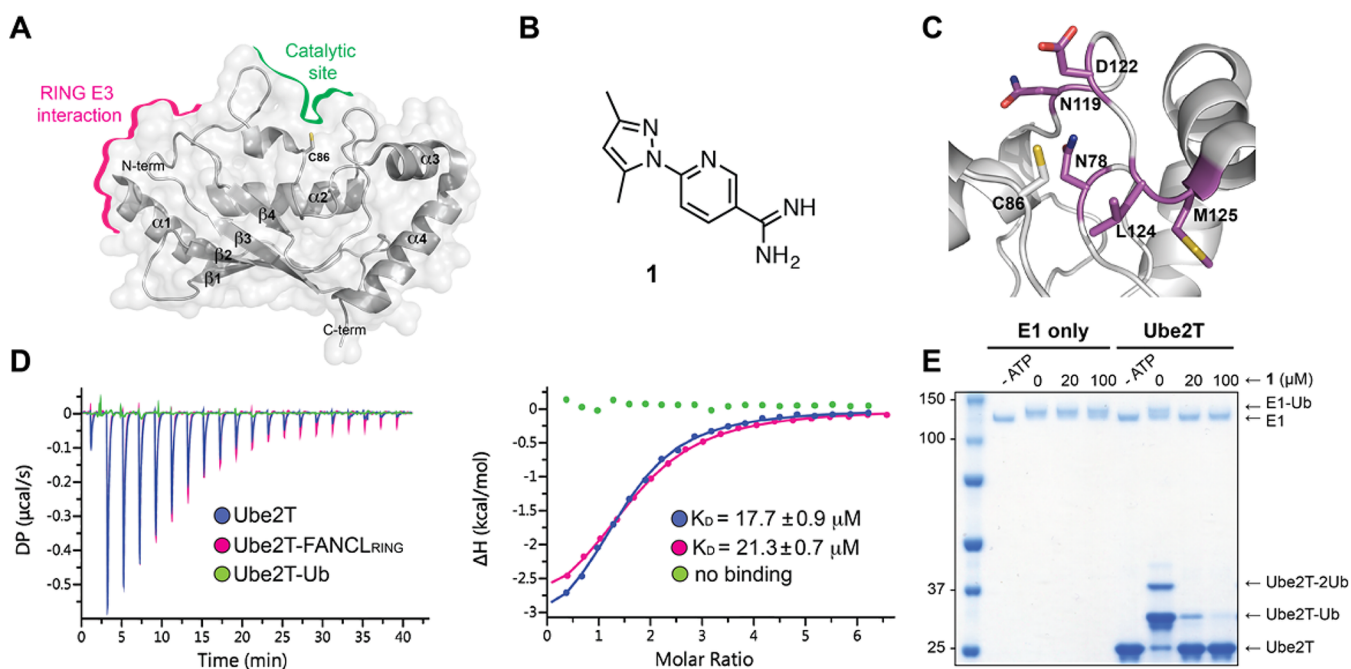 A
Catalytic
site
RING E3
interaction
N-term
C86
α3
α2
β4
α1
β3
β2
β1
α4
C-term
B
N
N
N
NH
NH2
1
C
D122
N119
N78
C86
L124
M125
D
0
-0.1
-0.2
-0.3
-0.4
-0.5
DP (μcal/s)
Ube2T
Ube2T-FANCLRING
Ube2T-Ub
0 5 10 15 20 25 30 35 40
Time (min)
0
-0.5
-1
-1.5
-2
-2.5
-3
ΔH (kcal/mol)
KD = 17.7 ± 0.9 μM
KD = 21.3 ± 0.7 μM
no binding
0 1 2 3 4 5 6
Molar Ratio
E
E1 only Ube2T
- ATP 0 20 100 - ATP 0 20 100 ← 1 (μM)
150
100
37
25
← E1-Ub
← E1
← Ube2T-2Ub
← Ube2T-Ub
← Ube2T